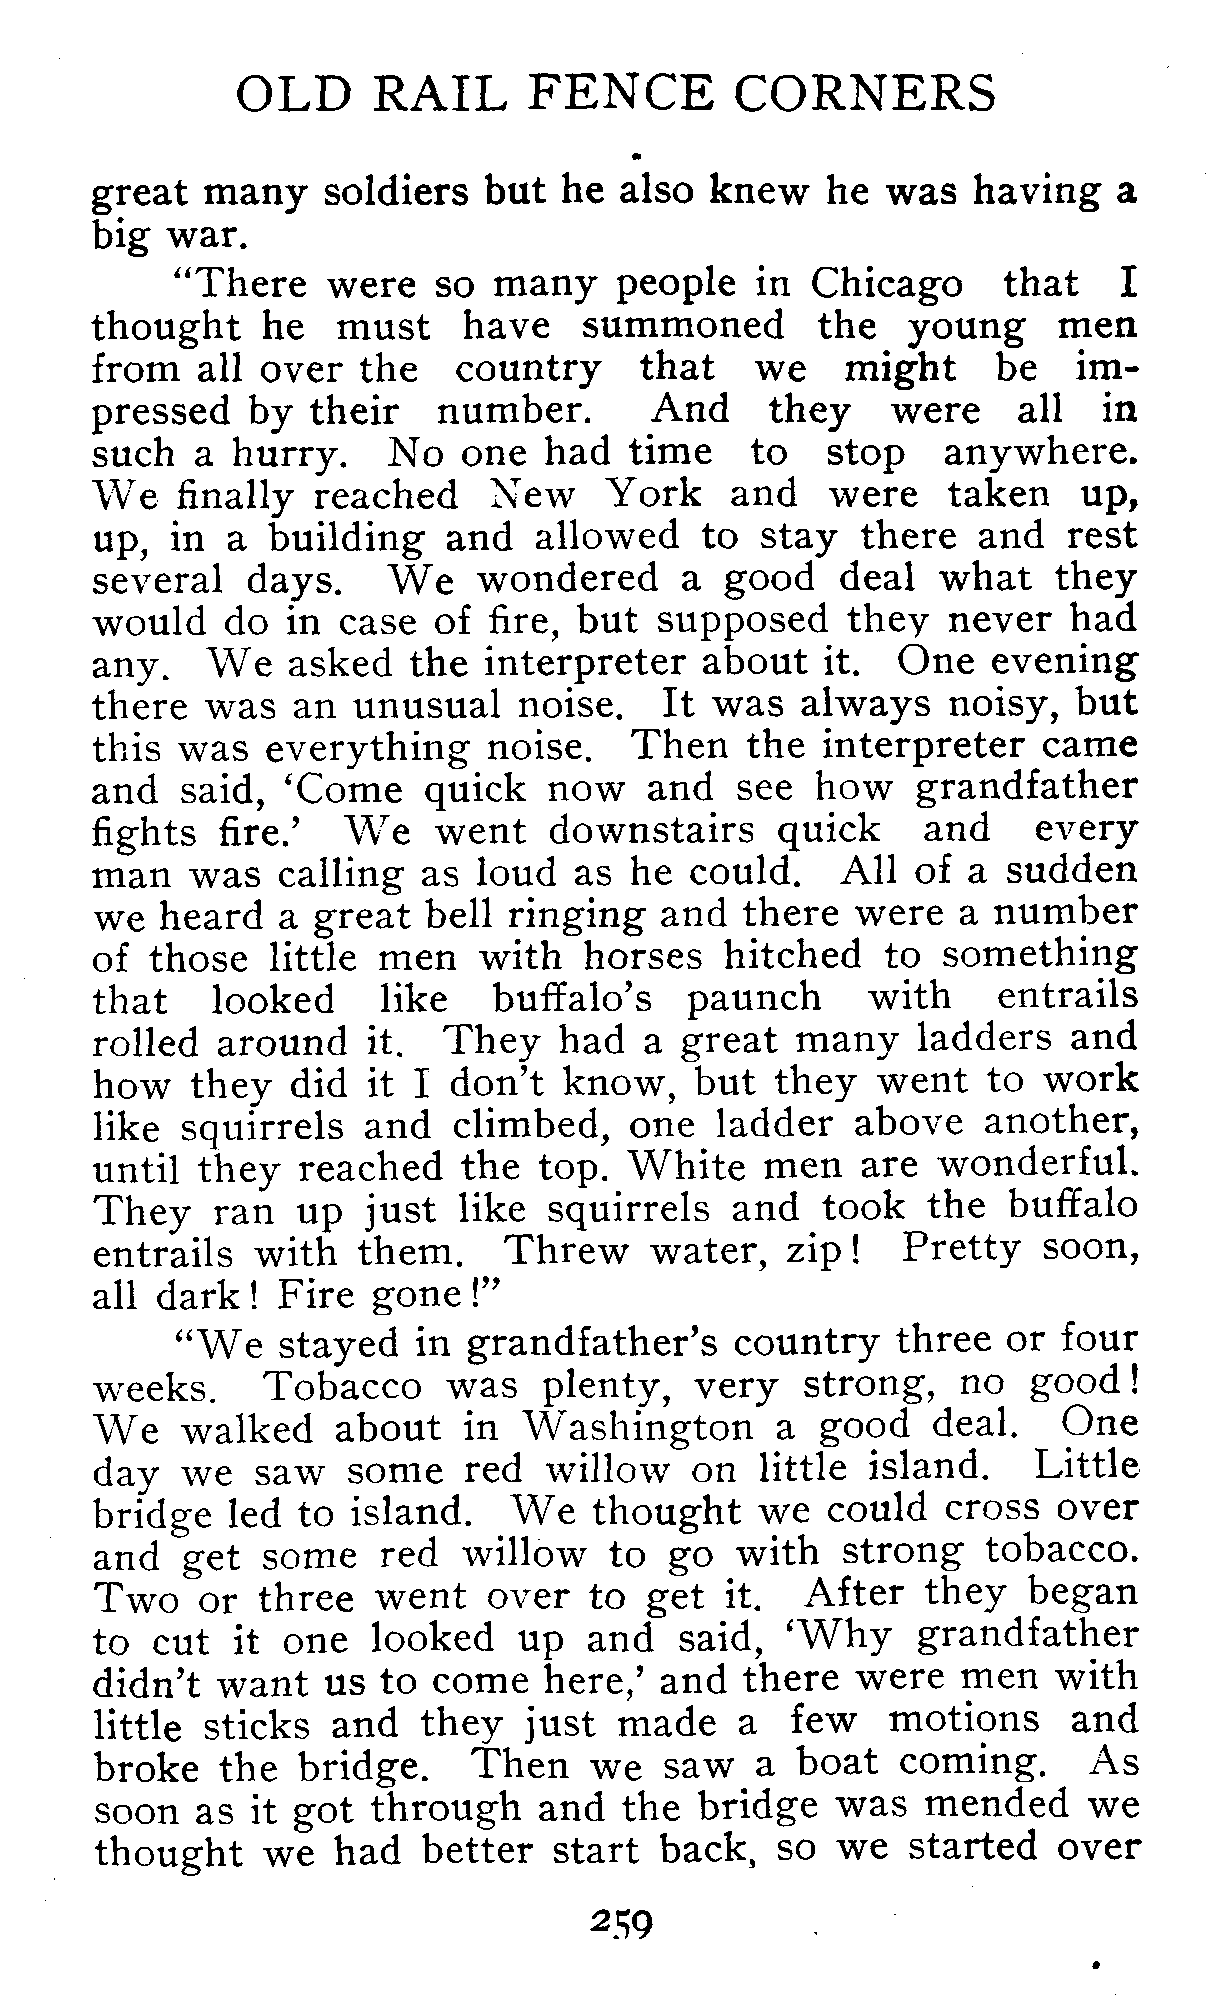 OLD RAIL FENCE CORNERS
great many soldiers but he also knew he was having a
big war.
"There were so many people in Chicago that I
thought he must have summoned the young men
from all over the country that we might be im-
pressed by their number. And they were all in
such a hurry. No one had time to stop anywhere.
We finally reached New York and were taken up,
up, in a building and allowed to stay there and rest
several days. We wondered a good deal what they
would do in case of fire, but supposed they never had
any. We asked the interpreter about it. One evening
there was an unusual noise. It was always noisy, but
this was everything noise. Then the interpreter came
and said, 'Come quick now and see how grandfather
fights fire.' We went downstairs quick and every
man was calling as loud as he could. All of a sudden
we heard a great bell ringing and there were a number
of those little men with horses hitched to something
that looked like buffalo's paunch with entrails
rolled around it. They had a great many ladders and
how they did it I don't know, but they went to work
like squirrels and climbed, one ladder above another,
until they reached the top. White men are wonderful.
They ran up just like squirrels and took the buffalo
entrails with them. Threw water, zip! Pretty soon,
all dark! Fire gone!"
"We stayed in grandfather's country three or four
weeks. Tobacco was plenty, very strong, no good!
We walked about in Washington a good deal. One
day we saw some red willow on little island. Little
bridge led to island. We thought we could cross over
and get some red willow to go with strong tobacco.
Two or three went over to get it. After they began
to cut it one looked up and said, 'Why grandfather
didn't want us to come here,' and there were men with
little sticks and they just made a few motions and
broke the bridge. Then we saw a boat coming. As
soon as it got through and the bridge was mended we
thought we had better start back, so we started over
259